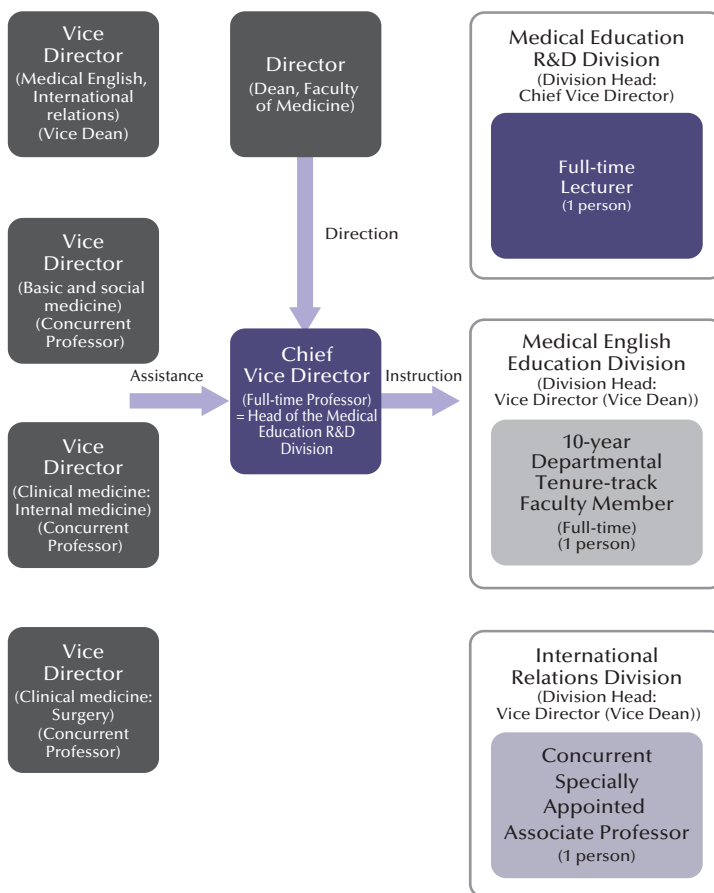 Vice
Director
(Medical English,
International
relations)
(Vice Dean)
Vice
Director
(Basic and social
medicine)
(Concurrent
Professor)
Vice
Director
(Clinical medicine:
Internal medicine)
(Concurrent
Professor)
Vice
Director
(Clinical medicine:
Surgery)
(Concurrent
Professor)
Assistance
Director
(Dean, Faculty
of Medicine)
Direction
Chief
Vice Director
(Full-time Professor)
= Head of the Medical
Education R&D
Division
Instruction
Medical Education
R&D Division
(Division Head:
Chief Vice Director)
Full-time
Lecturer
(1 person)
Medical English
Education Division
(Division Head:
Vice Director (Vice Dean))
10-year
Departmental
Tenure-track
Faculty Member
(Full-time)
(1 person)
International
Relations Division
(Division Head:
Vice Director (Vice Dean))
Concurrent
Specially
Appointed
Associate Professor
(1 person)